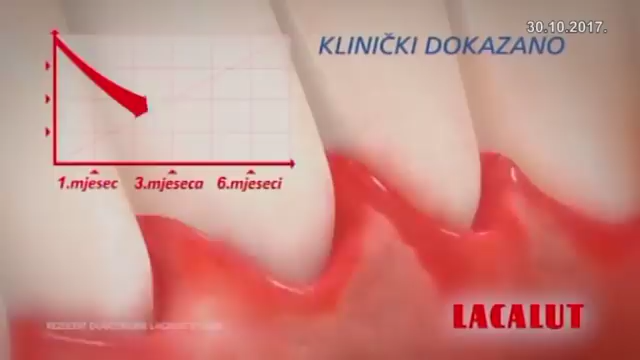 30.10.2017.
KLINIČKI DOKAZANO
1.mjesec 3.mjeseca 6.mjeseci
LACALUT